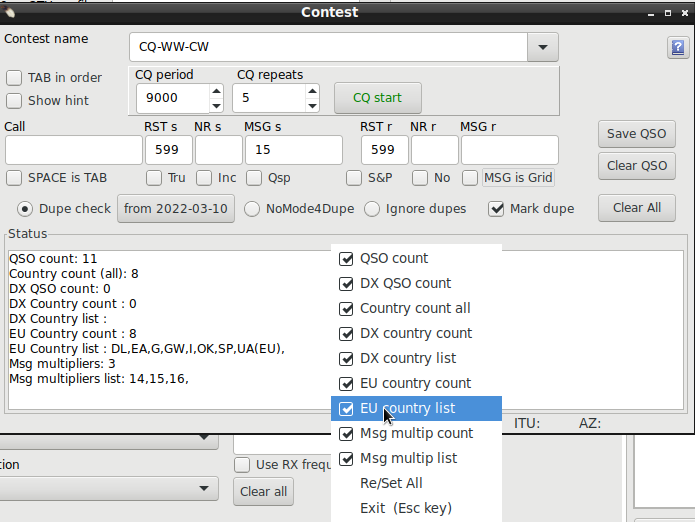 Contest
Contest name
CQ-WW-CW
?
TAB in order
Show hint
CQ period
CQ repeats
9000
5
CQ start
Call
RST s
NR s
MSG s
RST r
NR r
MSG r
599
15
599
Save QSO
Clear QSO
SPACE is TAB
Tru
Inc
Qsp
S&P
No
MSG is Grid
Dupe check
from 2022-03-10
NoMode4Dupe
Ignore dupes
Mark dupe
Clear All
Status
QSO count: 11
Country count (all): 8
DX QSO count: 0
DX Country count : 0
DX Country list :
EU Country count : 8
EU Country list : DL,EA,G,GW,I,OK,SP,UA(EU),
Msg multipliers: 3
Msg multipliers list: 14,15,16,
QSO count
DX QSO count
Country count all
DX country count
DX country list
EU country count
EU country list
Msg multip count
Msg multip list
Re/Set All
Exit (Esc key)
ITU:
AZ:
Use RX frequ
Clear all